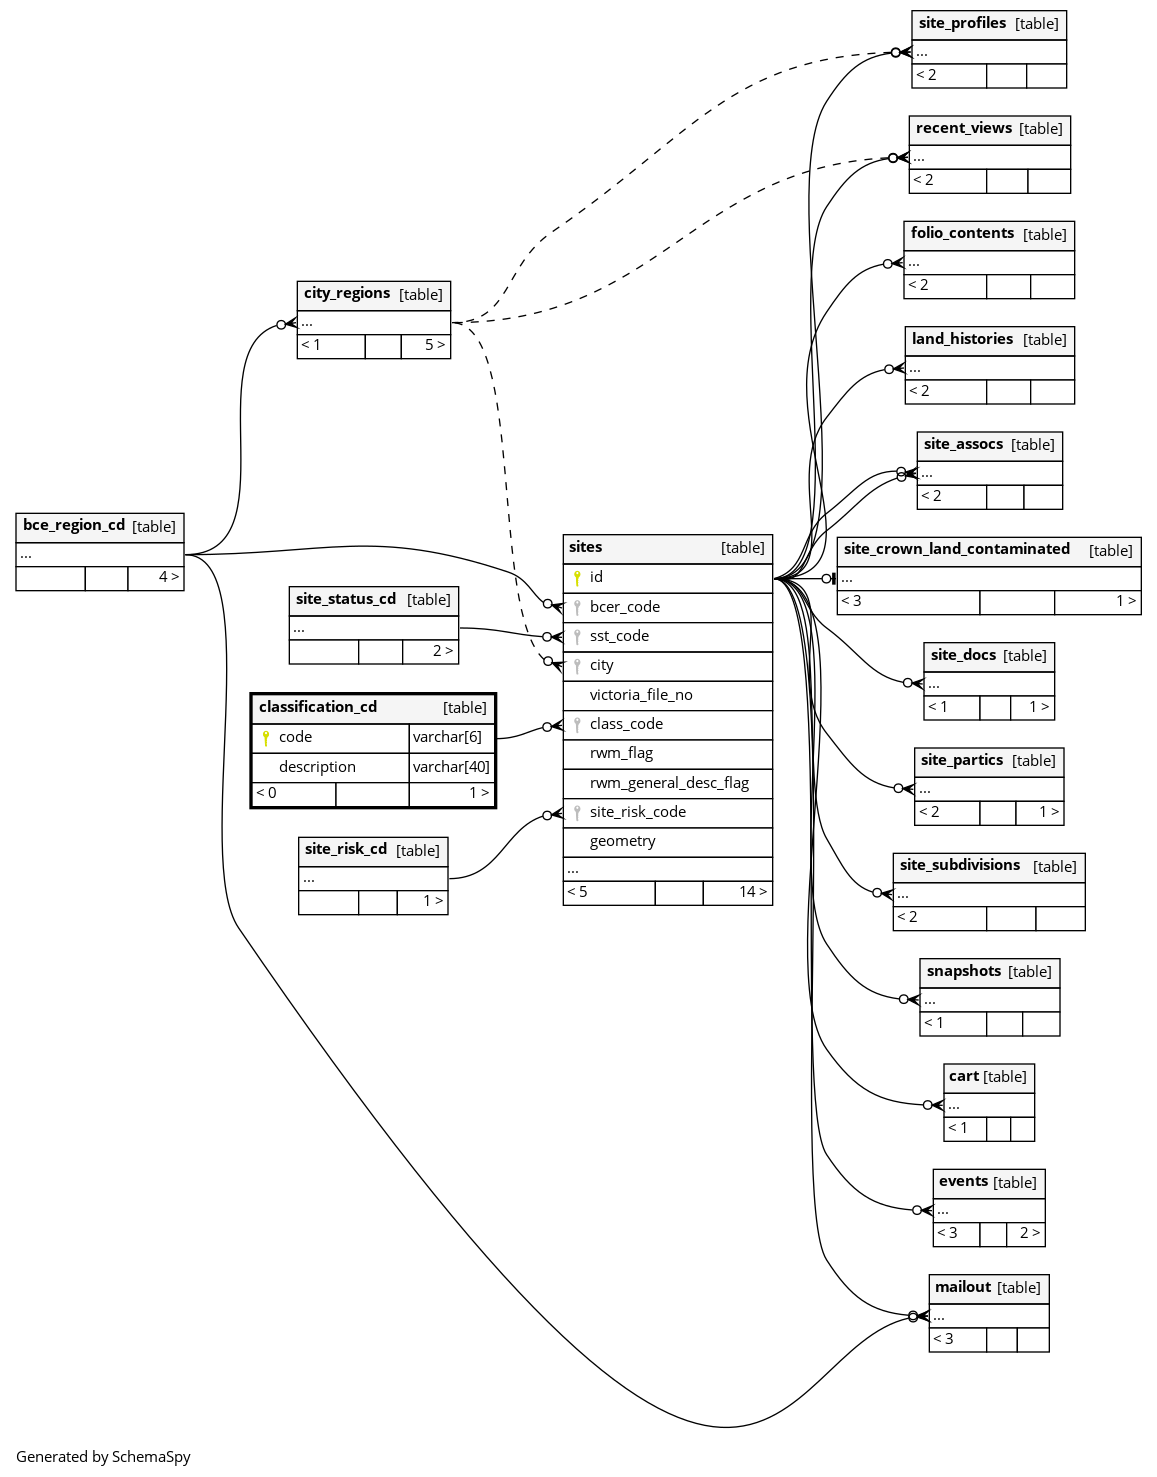 site_profiles [table]
...
< 2
recent_views [table]
...
< 2
folio_contents [table]
...
< 2
city_regions [table]
...
< 1 5 >
land_histories [table]
...
< 2
site_assocs [table]
...
< 2
bce_region_cd [table]
...
4 >
sites [table]
id
bcer_code
sst_code
city
victoria_file_no
class_code
rwm_flag
rwm_general_desc_flag
site_risk_code
geometry
...
< 5 14 >
site_crown_land_contaminated [table]
...
< 3 1 >
site_status_cd [table]
...
2 >
site_docs [table]
...
< 1 1 >
classification_cd [table]
code varchar[6]
description varchar[40]
< 0 1 >
site_partics [table]
...
< 2 1 >
site_risk_cd [table]
...
1 >
site_subdivisions [table]
...
< 2
snapshots [table]
...
< 1
cart [table]
...
< 1
events [table]
...
< 3 2 >
mailout [table]
...
< 3
Generated by SchemaSpy